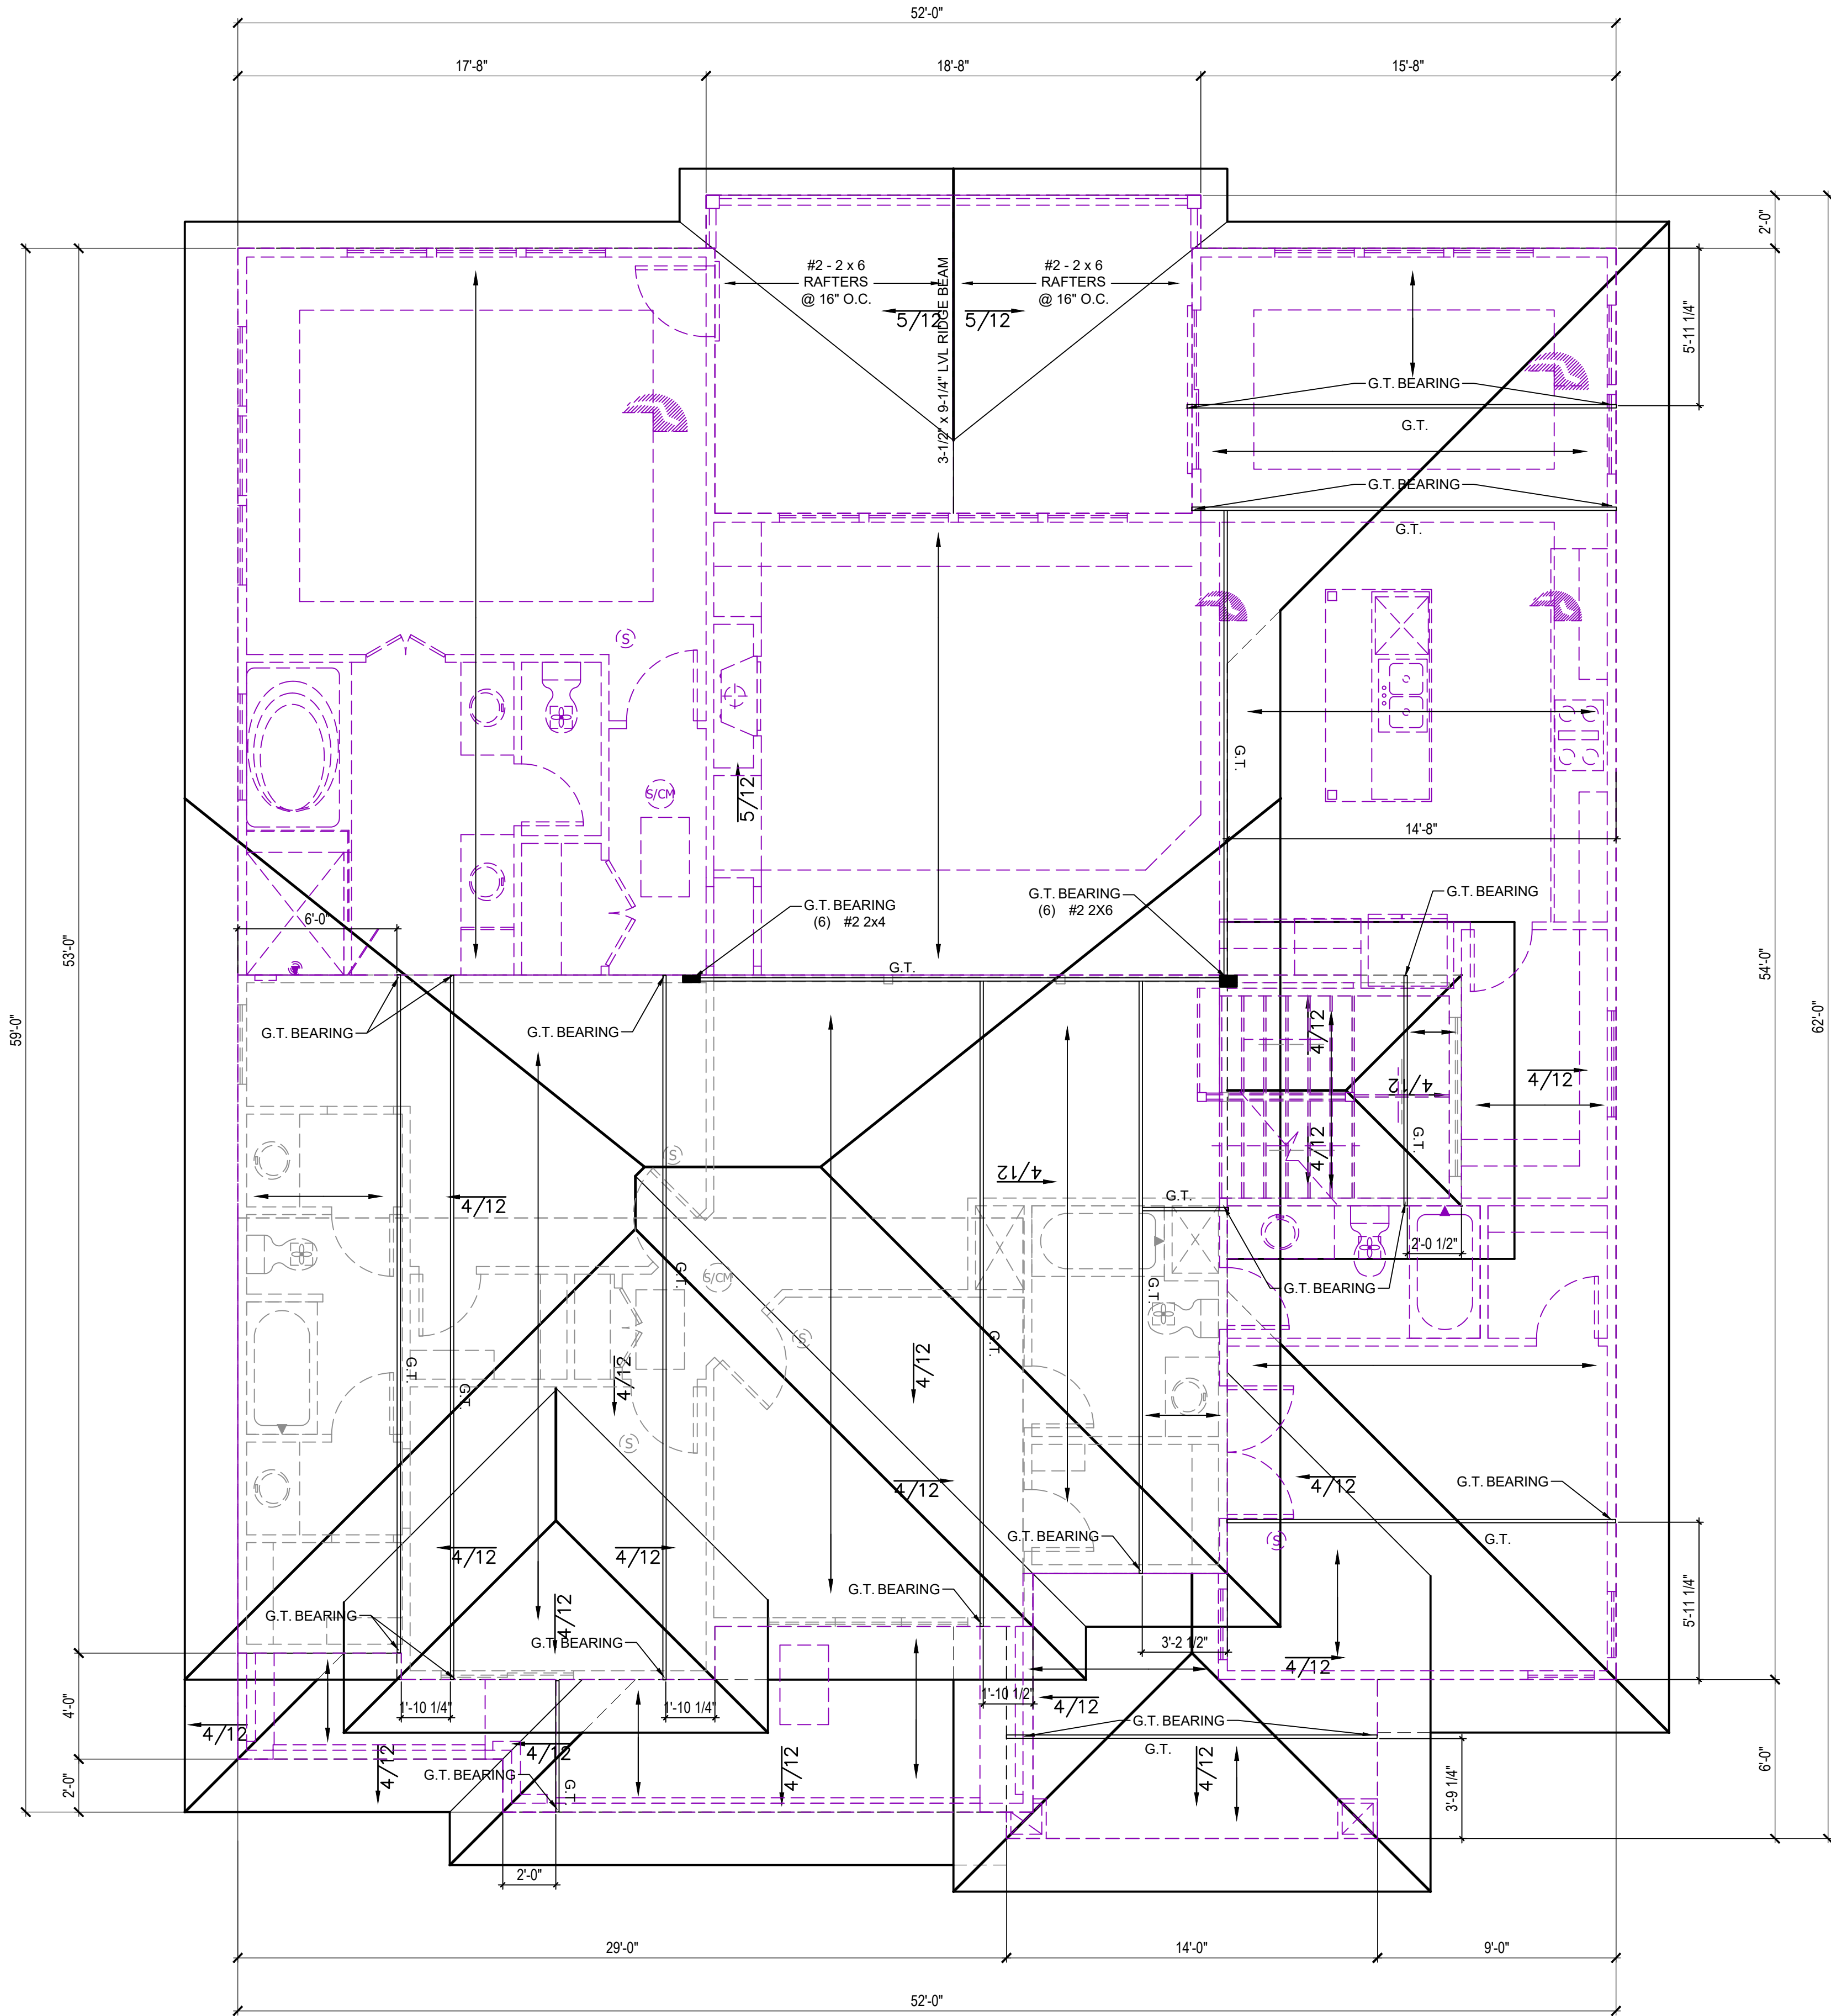 52'-0"
17'-8"
18'-8"
15'-8"
2'-0"
#2 - 2 x 6
RAFTERS
@ 16" O.C.
#2 - 2 x 6
RAFTERS
@ 16" O.C.
5/12
5/12
3-1/2" x 9-1/4" LVL RIDGE BEAM
5'-11 1/4"
G.T. BEARING
G.T.
G.T. BEARING
G.T.
S
G.T.
S/CM
5/12
14'-8"
G.T. BEARING
(6) #2 2x4
G.T. BEARING
(6) #2 2X6
G.T. BEARING
6'-0"
53'-0"
59'-0"
54'-0"
62'-0"
G.T.
G.T. BEARING
G.T. BEARING
4/12
4/12
4/12
4/12
G.T.
S
4/12
4/12
G.T.
2'-0 1/2"
S/CM
G.T.
G.T.
G.T. BEARING
S
G.T.
4/12
4/12
G.T.
G.T.
S
4/12
4/12
G.T. BEARING
G.T. BEARING
S
G.T.
4/12
4/12
5'-11 1/4"
G.T. BEARING
4/12
G.T. BEARING
G.T. BEARING
3'-2 1/2"
4/12
1'-10 1/4"
1'-10 1/4"
1'-10 1/2"
4/12
4'-0"
4/12
4/12
G.T. BEARING
G.T.
4/12
4/12
4/12
6'-0"
2'-0"
G.T. BEARING
G.T.
3'-9 1/4"
2'-0"
29'-0"
14'-0"
9'-0"
52'-0"